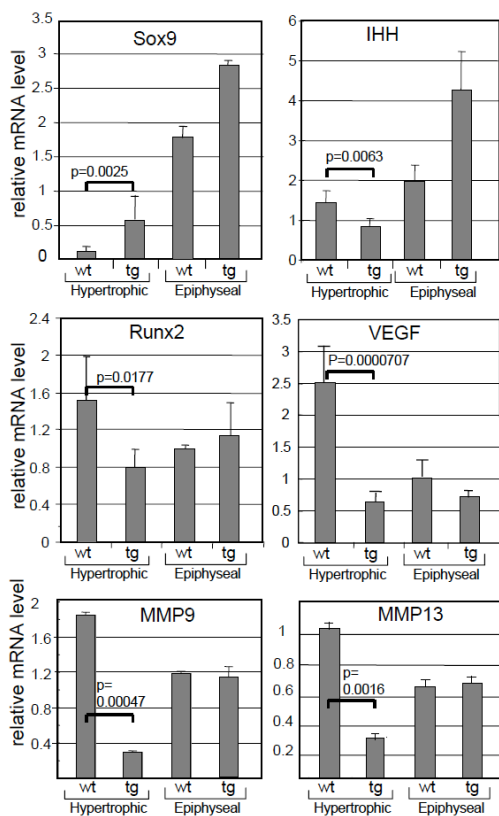 Sox9
relative mRNA level
3.5
3
2.5
2
1.5
1
0.5
0
p=0.0025
wt tg wt tg
Hypertrophic Epiphyseal
IHH
6
5
4
3
2
1
0
p=0.0063
wt tg wt tg
Hypertrophic Epiphyseal
Runx2
relative mRNA level
2.4
2
1.6
1.2
0.8
0.4
0
p=0.0177
wt tg wt tg
Hypertrophic Epiphyseal
VEGF
3.5
3
2.5
2
1.5
1
0.5
0
P=0.0000707
wt tg wt tg
Hypertrophic Epiphyseal
MMP9
relative mRNA level
2
1.6
1.2
0.8
0.4
p=
0.00047
wt tg wt tg
Hypertrophic Epiphyseal
MMP13
1
0.8
0.6
0.4
0.2
p=
0.0016
wt tg wt tg
Hypertrophic Epiphyseal